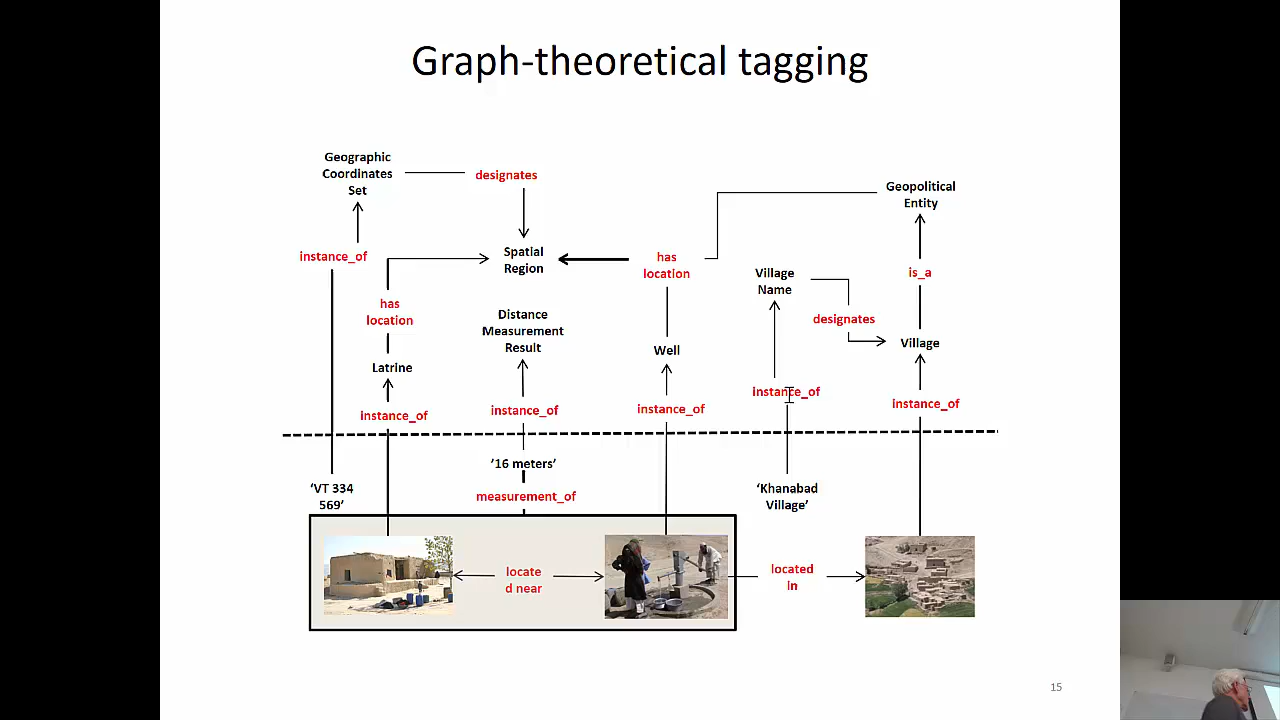 Graph-theoretical tagging
Geographic
Coordinates
Set
designates
Geopolitical
Entity
instance_of
Spatial
Region
has
location
Village
Name
is_a
has
location
Distance
Measurement
Result
designates
Village
Well
Latrine
instance_of
instance_of
instance_of
instance_of
instance_of
'16 meters'
'VT 334
569'
measurement_of
'Khanabad
Village'
locate
d near
located
In
15